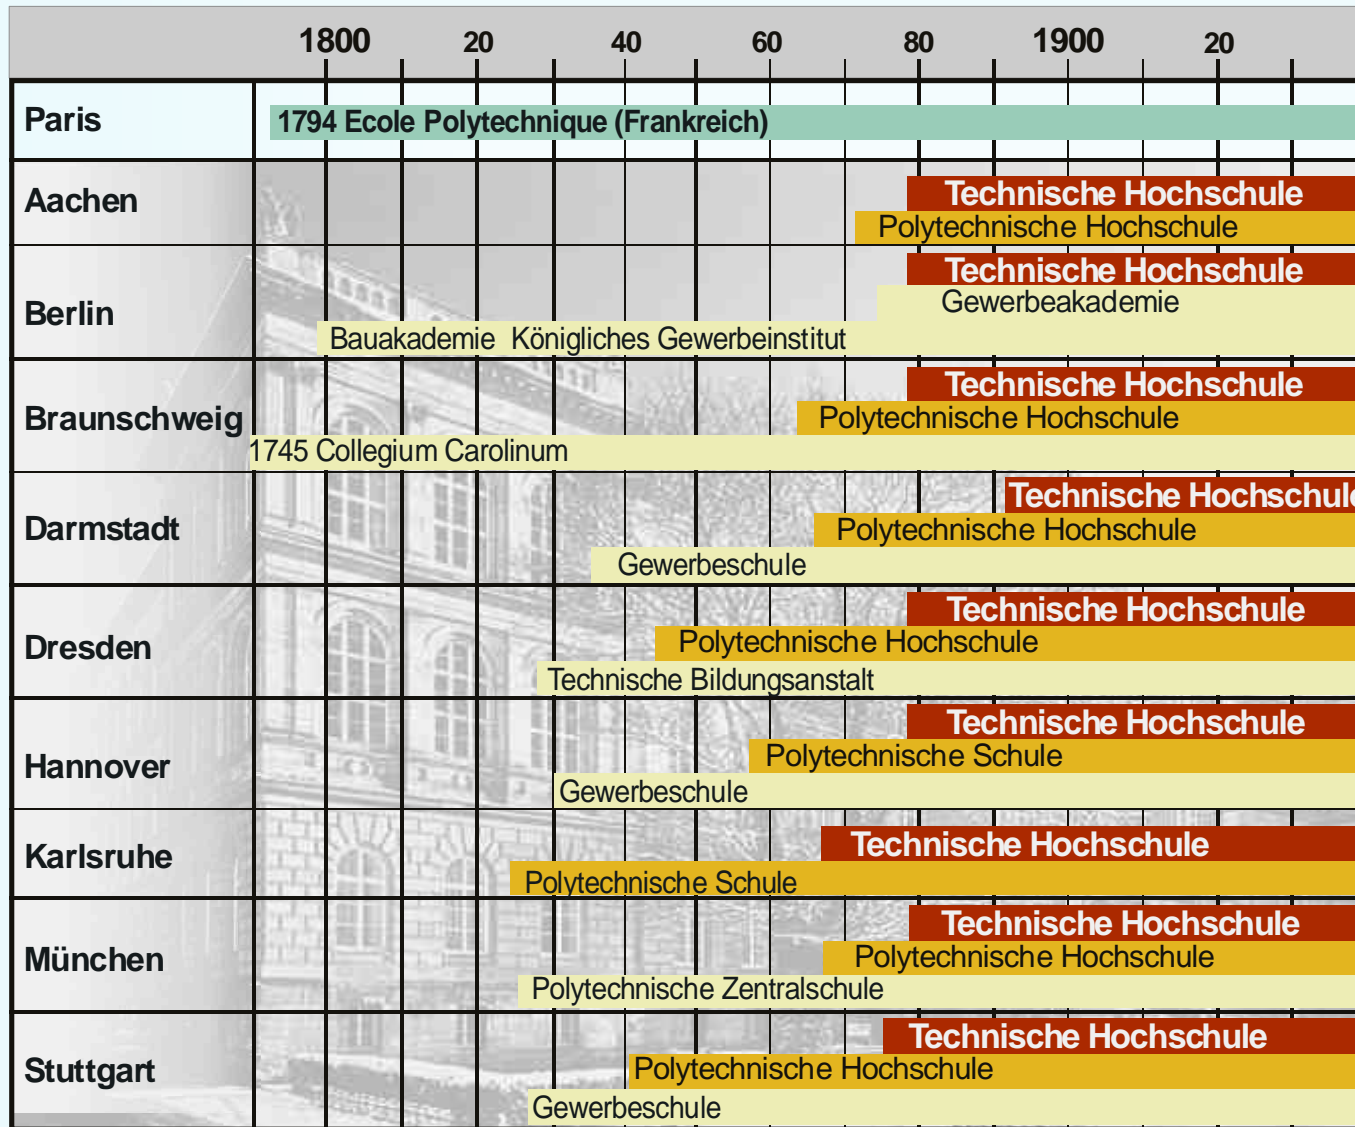 1800 20 40 60 80 1900 20
Paris
1794 Ecole Polytechnique (Frankreich)
Aachen
Technische Hochschule
Polytechnische Hochschule
Berlin
Technische Hochschule
Gewerbeakademie
Bauakademie Königliches Gewerbeinstitut
Braunschweig
Technische Hochschule
Polytechnische Hochschule
1745 Collegium Carolinum
Darmstadt
Technische Hochschule
Polytechnische Hochschule
Gewerbeschule
Dresden
Technische Hochschule
Polytechnische Hochschule
Technische Bildungsanstalt
Hannover
Technische Hochschule
Polytechnische Schule
Gewerbeschule
Karlsruhe
Technische Hochschule
Polytechnische Schule
München
Technische Hochschule
Polytechnische Hochschule
Polytechnische Zentralschule
Stuttgart
Technische Hochschule
Polytechnische Hochschule
Gewerbeschule